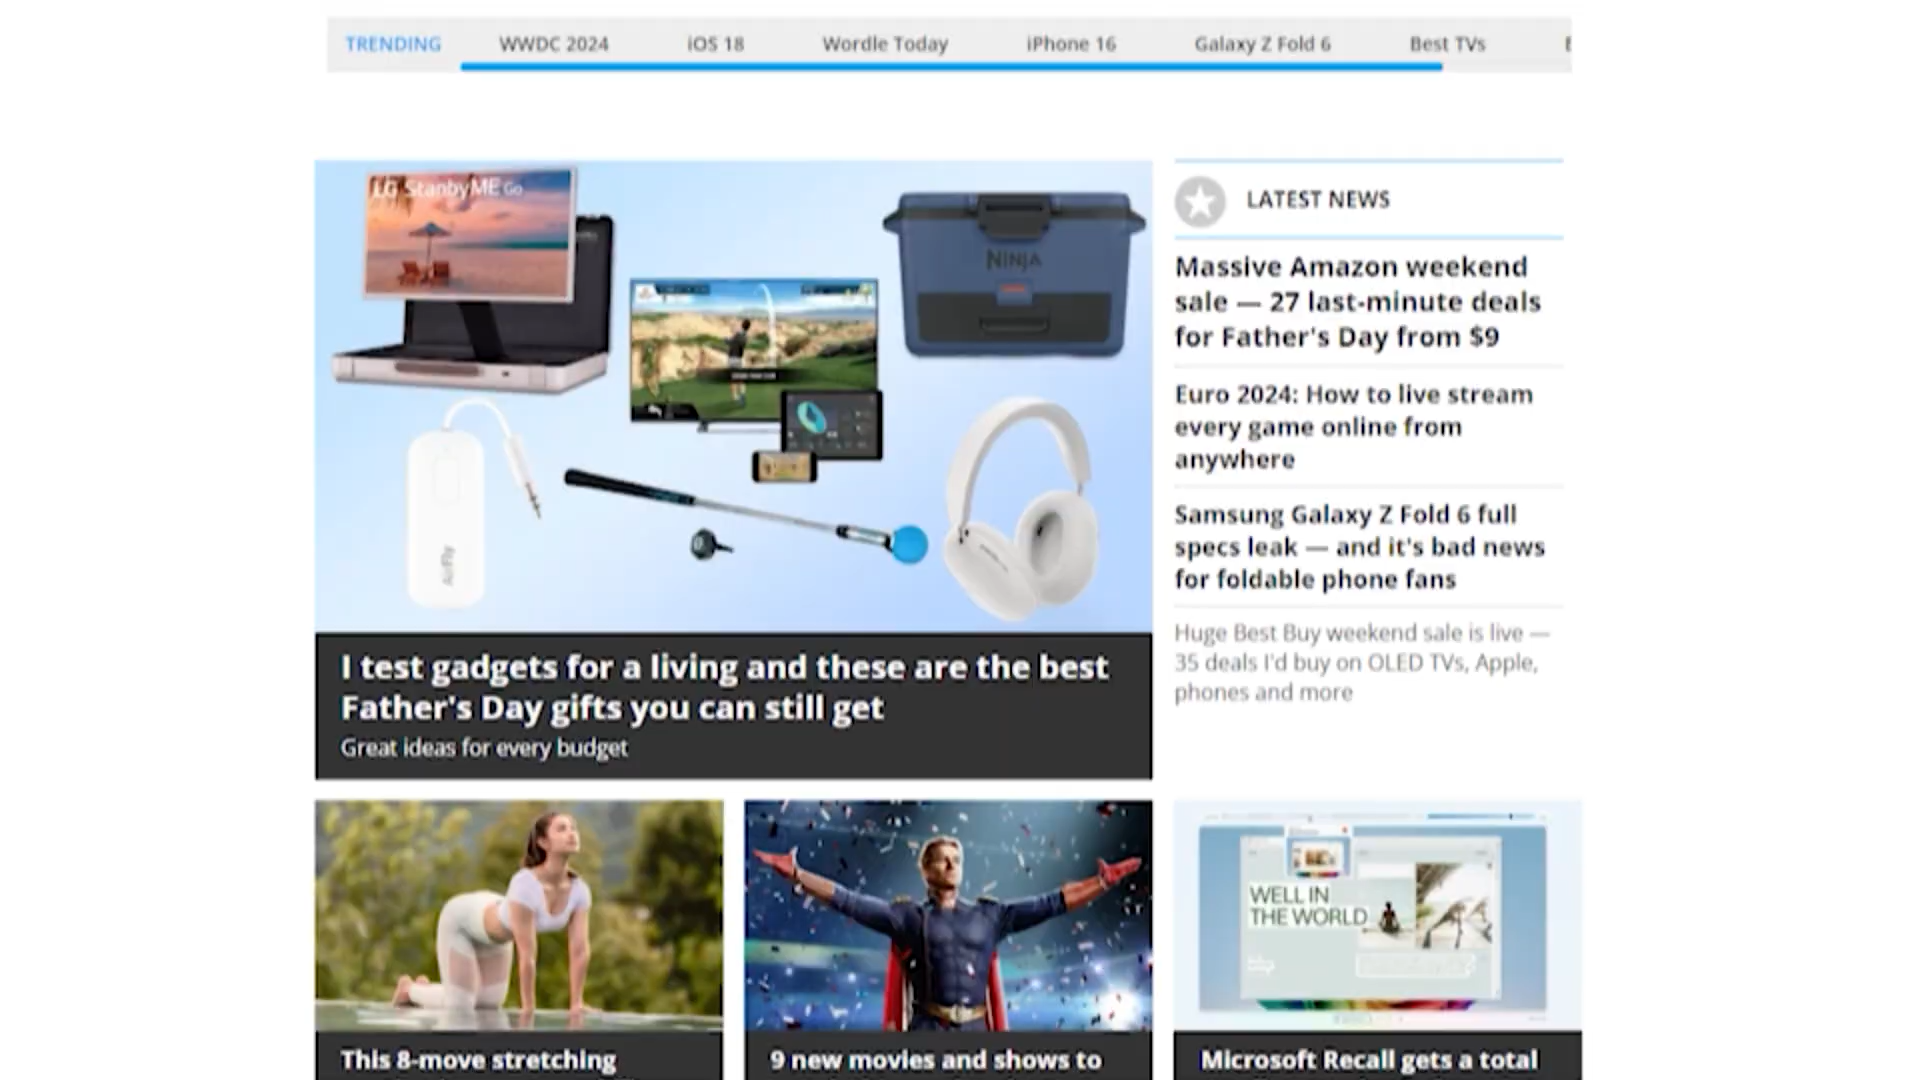 TRENDING WWDC 2024 iOS 18 Wordle Today iPhone 16 Galaxy Z Fold 6 Best TVs
LG StanbyME Go
NINJA
AirFly
I test gadgets for a living and these are the best
Father's Day gifts you can still get
Great ideas for every budget
LATEST NEWS
Massive Amazon weekend
sale — 27 last-minute deals
for Father's Day from $9
Euro 2024: How to live stream
every game online from
anywhere
Samsung Galaxy Z Fold 6 full
specs leak — and it's bad news
for foldable phone fans
Huge Best Buy weekend sale is live —
35 deals I'd buy on OLED TVs, Apple,
phones and more
This 8-move stretching
9 new movies and shows to
WELL IN
THE WORLD
Microsoft Recall gets a total